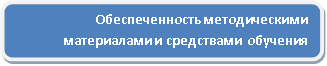 Обеспеченность методическими
материалами и средствами обучения